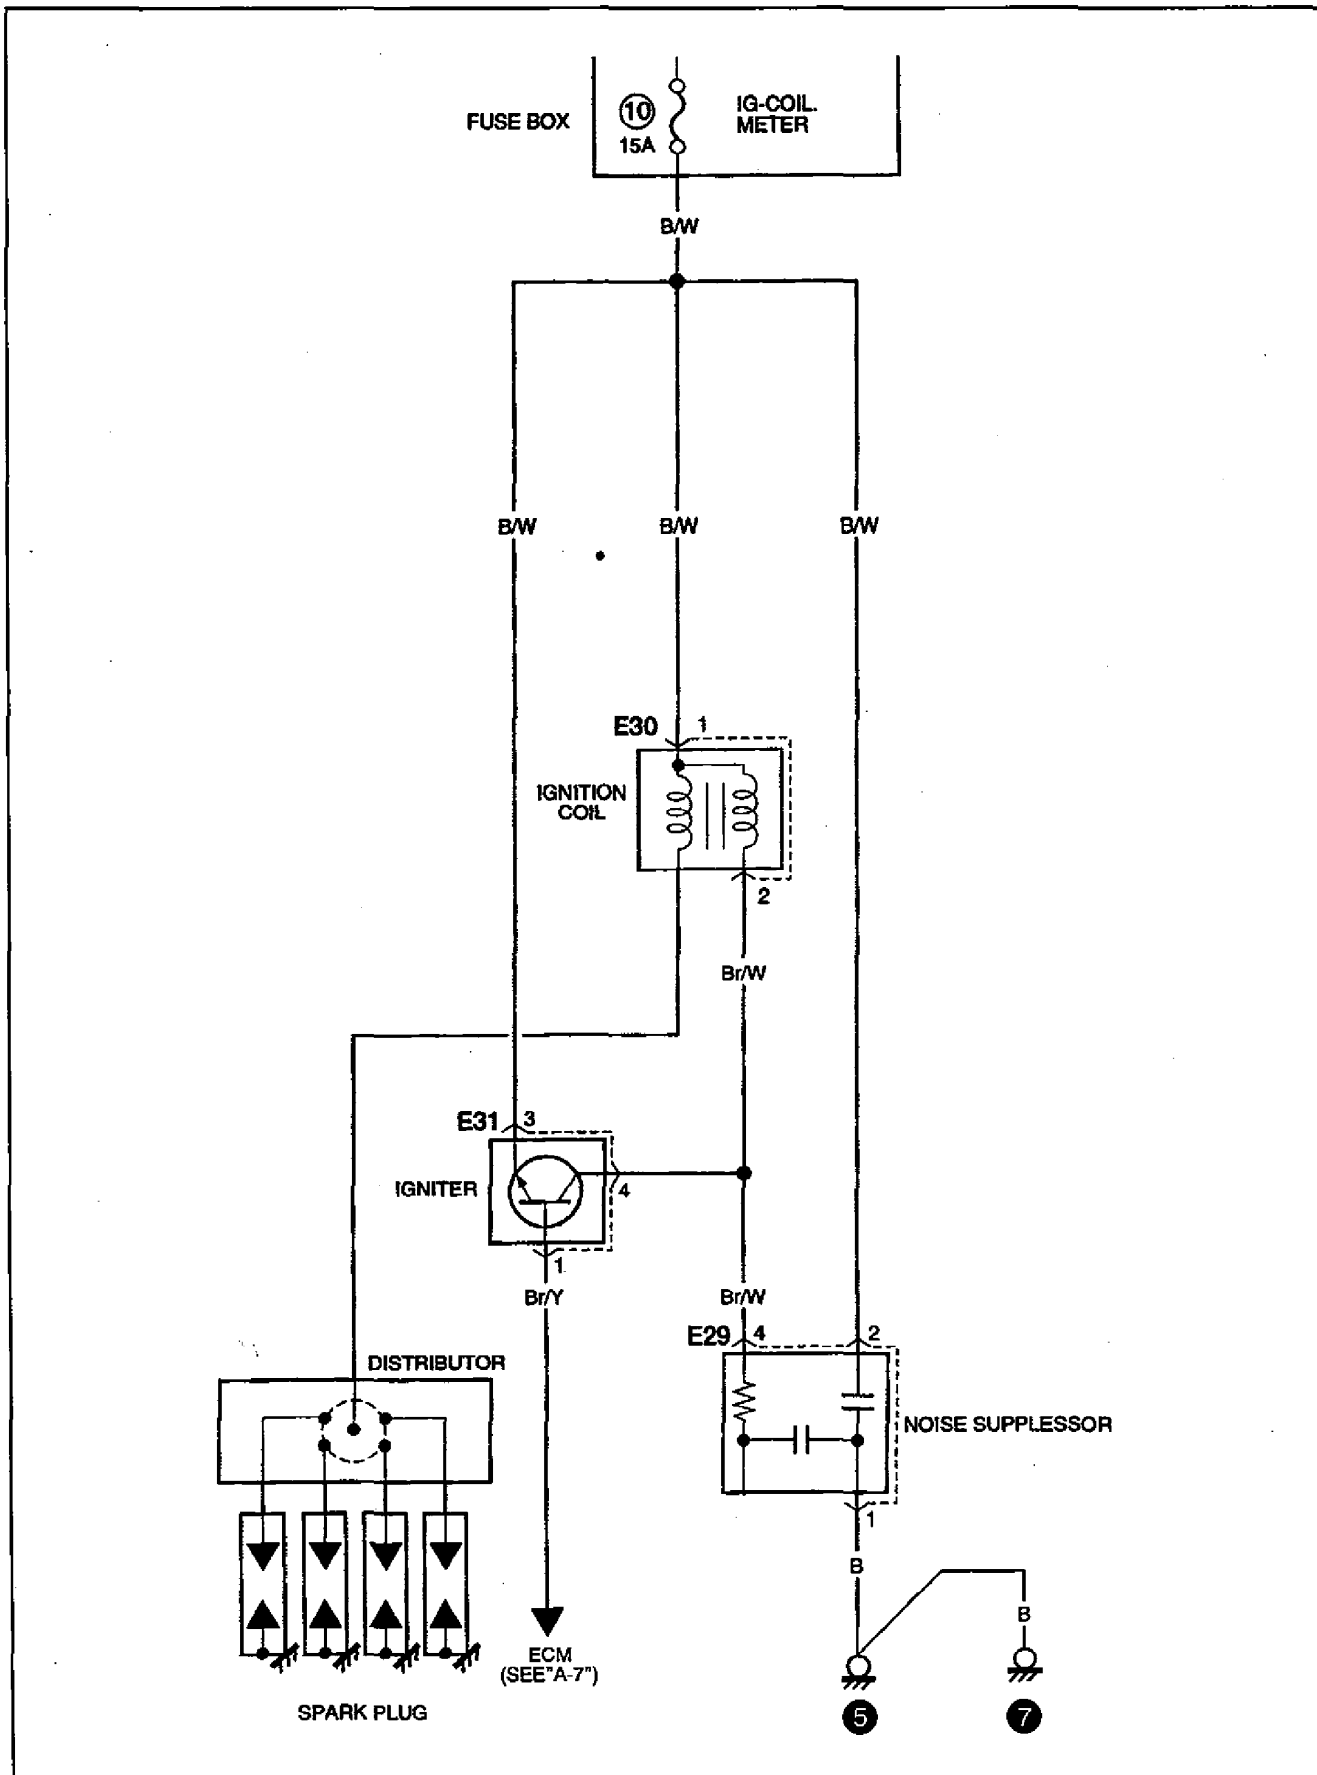 FUSE BOX
10
15A
IG-COIL.
METER
B/W
B/W
B/W
B/W
E30
1
IGNITION
COIL
2
Br/W
E31
3
IGNITER
4
1
Br/Y
Br/W
E29
4
2
DISTRIBUTOR
NOISE SUPPLESSOR
1
B
B
ECM
(SEE"A-7")
SPARK PLUG
5
7